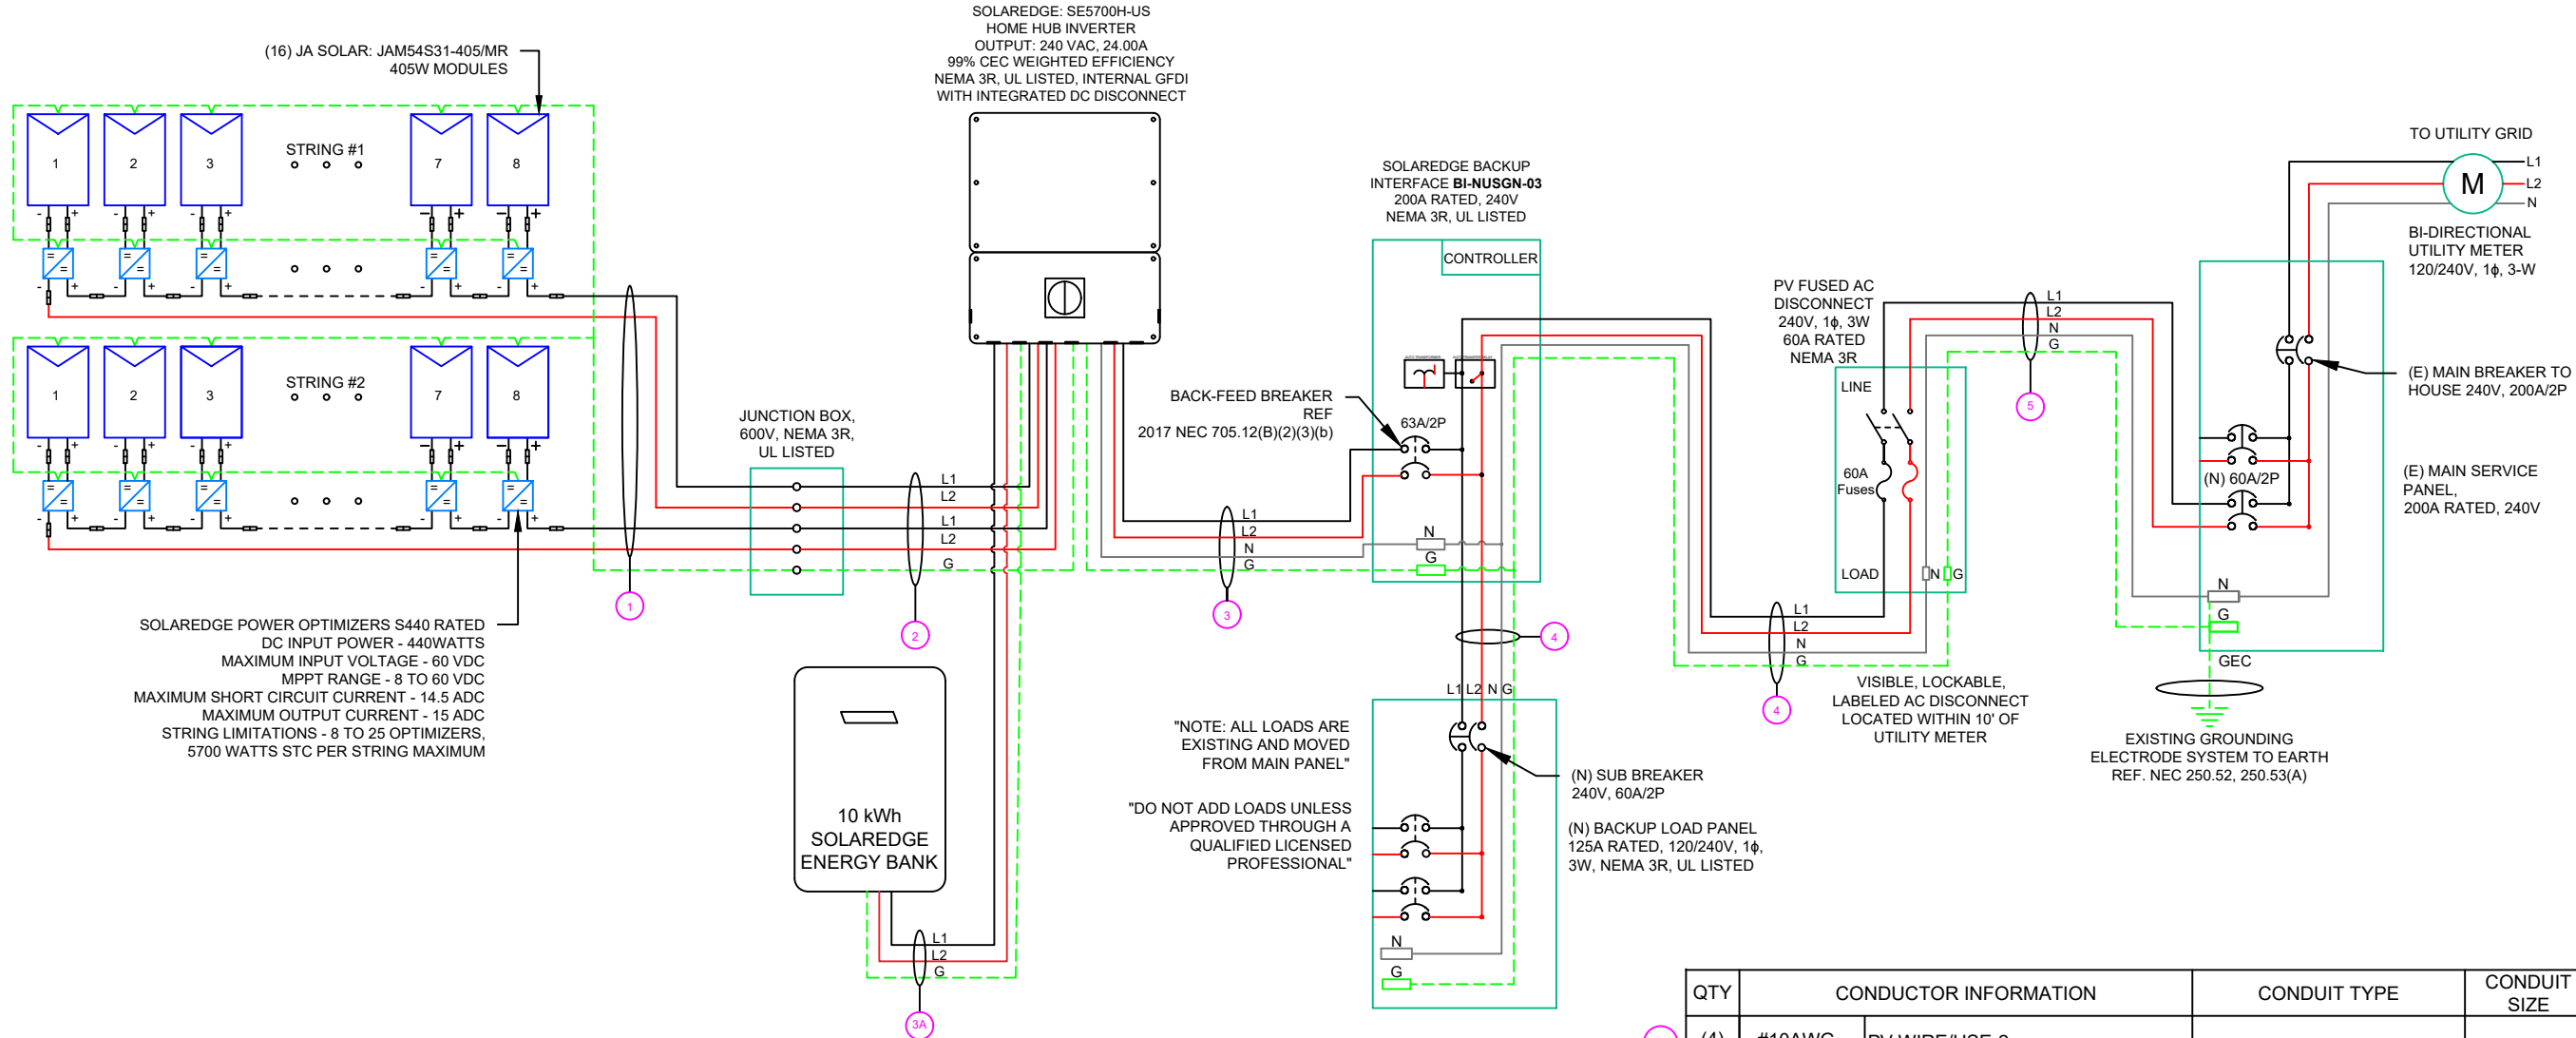 (16) JA SOLAR: JAM54S31-405/MR
405W MODULES
1
2
3
STRING #1
7
8
- + - + - + - + - +
- + - + - + - + - +
1
2
3
STRING #2
7
8
- + - + - + - + - +
- + - + - + - + - +
SOLAREDGE POWER OPTIMIZERS S440 RATED
DC INPUT POWER - 440WATTS
MAXIMUM INPUT VOLTAGE - 60 VDC
MPPT RANGE - 8 TO 60 VDC
MAXIMUM SHORT CIRCUIT CURRENT - 14.5 ADC
MAXIMUM OUTPUT CURRENT - 15 ADC
STRING LIMITATIONS - 8 TO 25 OPTIMIZERS,
5700 WATTS STC PER STRING MAXIMUM
1
JUNCTION BOX,
600V, NEMA 3R,
UL LISTED
L1
L2
L1
L2
G
2
SOLAREDGE: SE5700H-US
HOME HUB INVERTER
OUTPUT: 240 VAC, 24.00A
99% CEC WEIGHTED EFFICIENCY
NEMA 3R, UL LISTED, INTERNAL GFDI
WITH INTEGRATED DC DISCONNECT
10 kWh
SOLAREDGE
ENERGY BANK
L1
L2
G
3A
L1
L2
N
G
3
BACK-FEED BREAKER
REF
2017 NEC 705.12(B)(2)(3)(b)
SOLAREDGE BACKUP
INTERFACE BI-NUSGN-03
200A RATED, 240V
NEMA 3R, UL LISTED
CONTROLLER
63A/2P
N
G
4
L1 L2 N G
"NOTE: ALL LOADS ARE
EXISTING AND MOVED
FROM MAIN PANEL"
"DO NOT ADD LOADS UNLESS
APPROVED THROUGH A
QUALIFIED LICENSED
PROFESSIONAL"
(N) SUB BREAKER
240V, 60A/2P
(N) BACKUP LOAD PANEL
125A RATED, 120/240V, 1ϕ,
3W, NEMA 3R, UL LISTED
N
G
L1
L2
N
G
4
PV FUSED AC
DISCONNECT
240V, 1ϕ, 3W
60A RATED
NEMA 3R
LINE
60A
Fuses
LOAD
N G
VISIBLE, LOCKABLE,
LABELED AC DISCONNECT
LOCATED WITHIN 10' OF
UTILITY METER
L1
L2
N
G
5
TO UTILITY GRID
M
L1
L2
N
BI-DIRECTIONAL
UTILITY METER
120/240V, 1ϕ, 3-W
(E) MAIN BREAKER TO
HOUSE 240V, 200A/2P
(N) 60A/2P
(E) MAIN SERVICE
PANEL,
200A RATED, 240V
N
G
GEC
EXISTING GROUNDING
ELECTRODE SYSTEM TO EARTH
REF. NEC 250.52, 250.53(A)
QTY CONDUCTOR INFORMATION CONDUIT TYPE CONDUIT SIZE
(4) #10AWG PV WIRE/USE-2